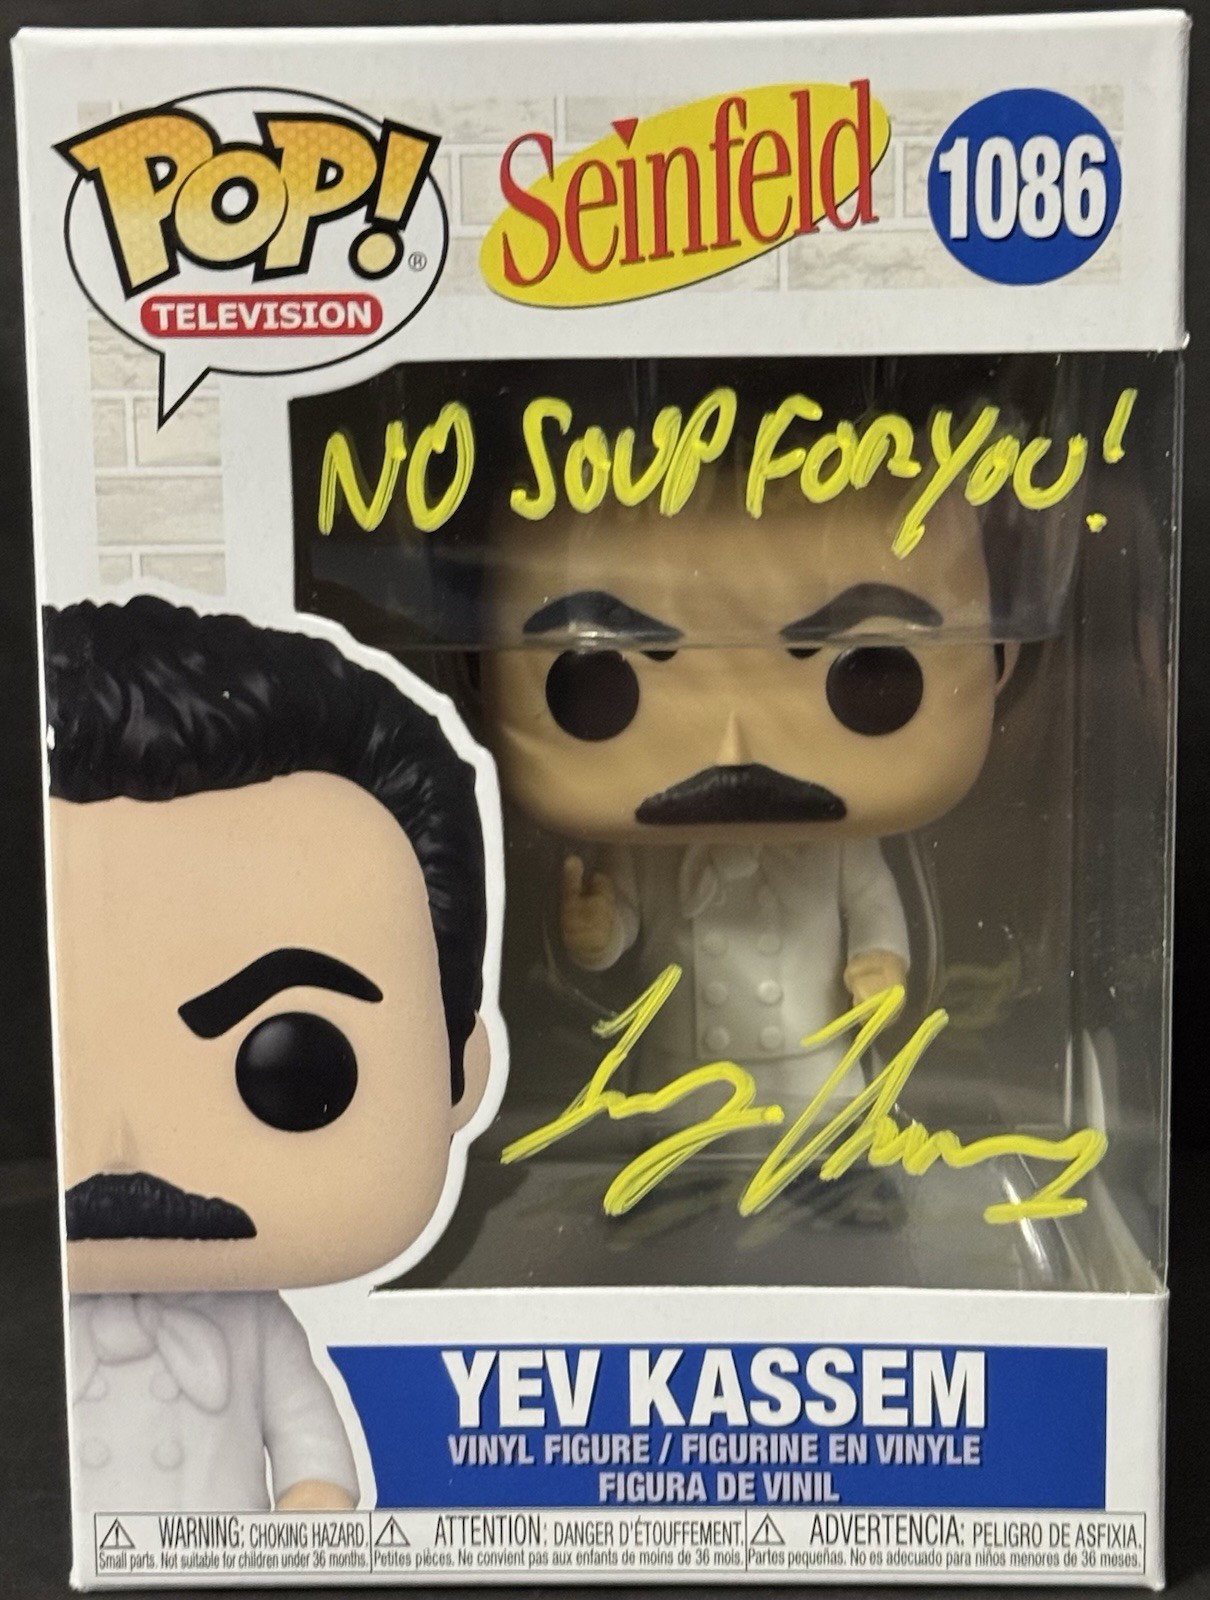 POP!®
TELEVISION
Seinfeld
1086
NO SOUP FOR YOU!
YEV KASSEM
VINYL FIGURE / FIGURINE EN VINYLE
FIGURA DE VINIL
WARNING: CHOKING HAZARD.
Small parts. Not suitable for children under 36 months.
ATTENTION: DANGER D'ÉTOUFFEMENT.
Petites pièces. Ne convient pas aux enfants de moins de 36 mois.
ADVERTENCIA: PELIGRO DE ASFIXIA.
Partes pequeñas. No es adecuado para niños menores de 36 meses.